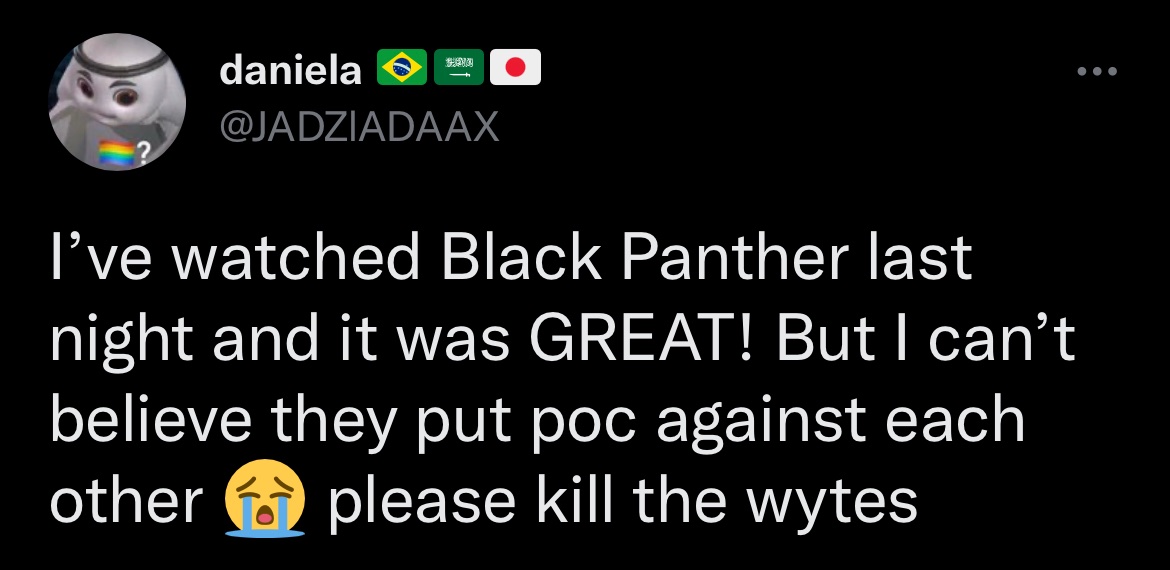 daniela 🇧🇷 🇸🇦 🇯🇵
@JADZIADAAX
🏳️‍🌈?
I’ve watched Black Panther last
night and it was GREAT! But I can’t
believe they put poc against each
other 😭 please kill the wytes